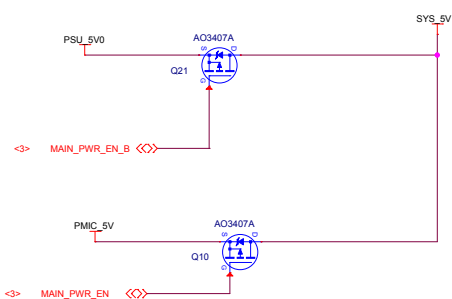 SYS_5V
PSU_5V0
AO3407A
S
D
Q21
G
<3> MAIN_PWR_EN_B
PMIC_5V
AO3407A
S
D
Q10
G
<3> MAIN_PWR_EN